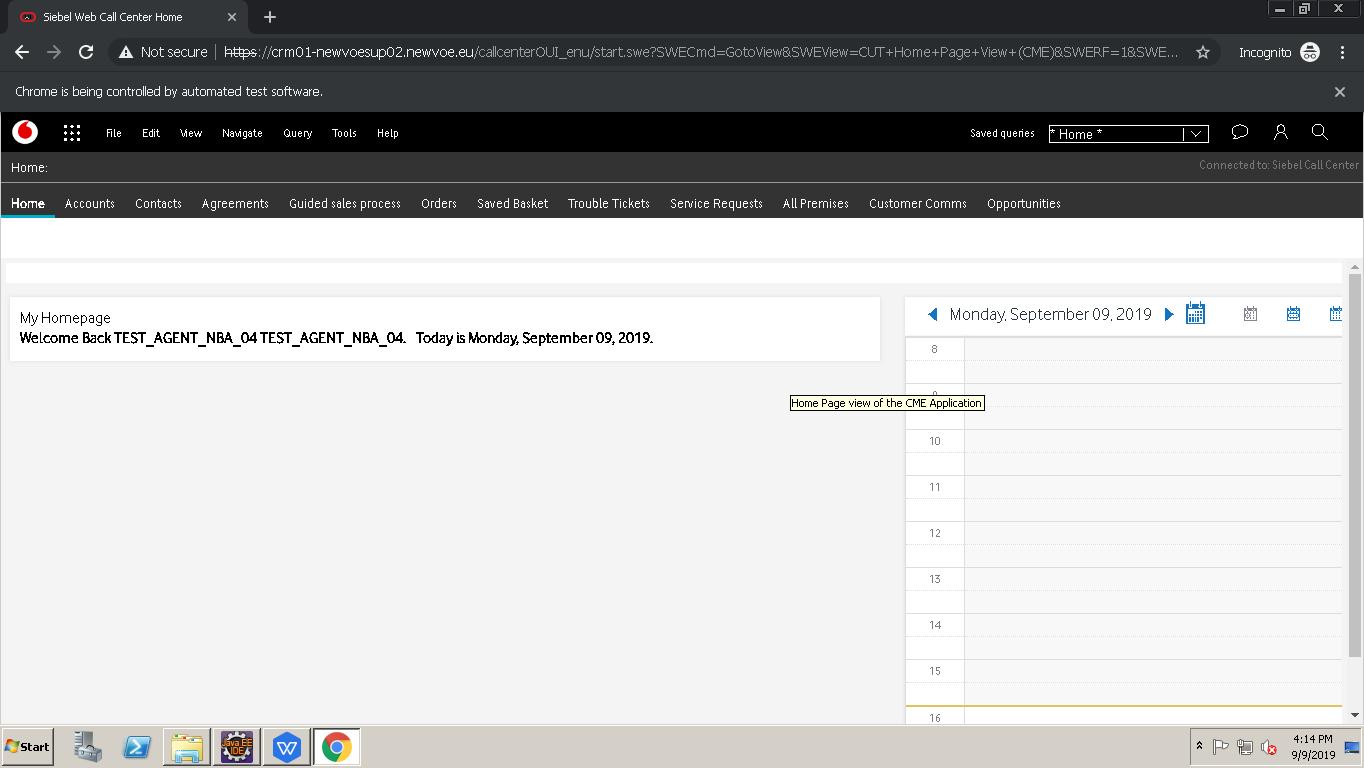 Siebel Web Call Center Home
Not secure https://crm01-newvoesup02.newvoe.eu/callcenterOUI_enu/start.swe?SWECmd=GotoView&SWEView=CUT+Home+Page+View+(CME)&SWERF=1&SWE... Incognito
Chrome is being controlled by automated test software.
File Edit View Navigate Query Tools Help Saved queries * Home *
Home: Connected to: Siebel Call Center
Home Accounts Contacts Agreements Guided sales process Orders Saved Basket Trouble Tickets Service Requests All Premises Customer Comms Opportunities
My Homepage
Welcome Back TEST_AGENT_NBA_04 TEST_AGENT_NBA_04. Today is Monday, September 09, 2019.
Monday, September 09, 2019
8
Home Page view of the CME Application
10
11
12
13
14
15
16
Start Java EE IDE W 4:14 PM
9/9/2019